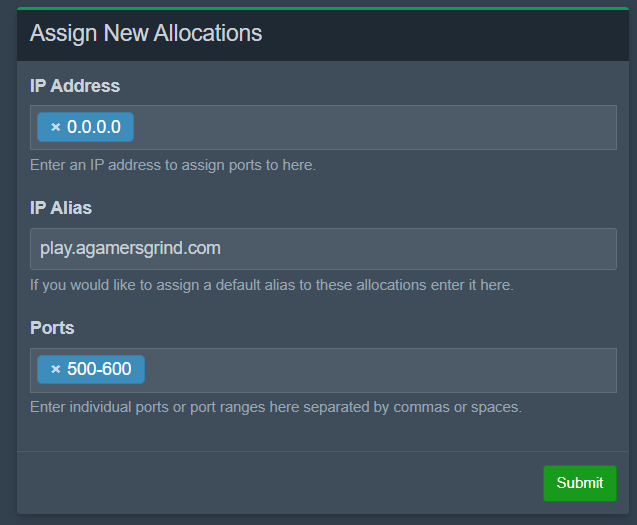 Assign New Allocations
IP Address
× 0.0.0.0
Enter an IP address to assign ports to here.
IP Alias
play.agamersgrind.com
If you would like to assign a default alias to these allocations enter it here.
Ports
× 500-600
Enter individual ports or port ranges here separated by commas or spaces.
Submit